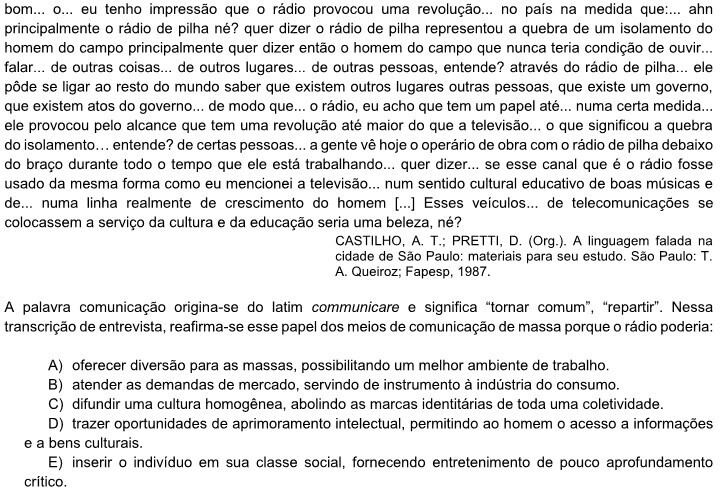 bom... o... eu tenho impressão que o rádio provocou uma revolução... no país na medida que:... ahn
principalmente o rádio de pilha né? quer dizer o rádio de pilha representou a quebra de um isolamento do
homem do campo principalmente quer dizer então o homem do campo que nunca teria condição de ouvir...
falar... de outras coisas... de outros lugares... de outras pessoas, entende? através do rádio de pilha... ele
pôde se ligar ao resto do mundo saber que existem outros lugares outras pessoas, que existe um governo,
que existem atos do governo... de modo que... o rádio, eu acho que tem um papel até... numa certa medida...
ele provocou pelo alcance que tem uma revolução até maior do que a televisão... o que significou a quebra
do isolamento... entende? de certas pessoas... a gente vê hoje o operário de obra com o rádio de pilha debaixo
do braço durante todo o tempo que ele está trabalhando... quer dizer... se esse canal que é o rádio fosse
usado da mesma forma como eu mencionei a televisão... num sentido cultural educativo de boas músicas e
de... numa linha realmente de crescimento do homem [...] Esses veículos... de telecomunicações se
colocassem a serviço da cultura e da educação seria uma beleza, né?
CASTILHO, A. T.; PRETTI, D. (Org.). A linguagem falada na
cidade de São Paulo: materiais para seu estudo. São Paulo: T.
A. Queiroz; Fapesp, 1987.
A palavra comunicação origina-se do latim communicare e significa “tornar comum”, “repartir”. Nessa
transcrição de entrevista, reafirma-se esse papel dos meios de comunicação de massa porque o rádio poderia:
A) oferecer diversão para as massas, possibilitando um melhor ambiente de trabalho.
B) atender as demandas de mercado, servindo de instrumento à indústria do consumo.
C) difundir uma cultura homogênea, abolindo as marcas identitárias de toda uma coletividade.
D) trazer oportunidades de aprimoramento intelectual, permitindo ao homem o acesso a informações
e a bens culturais.
E) inserir o indivíduo em sua classe social, fornecendo entretenimento de pouco aprofundamento
crítico.